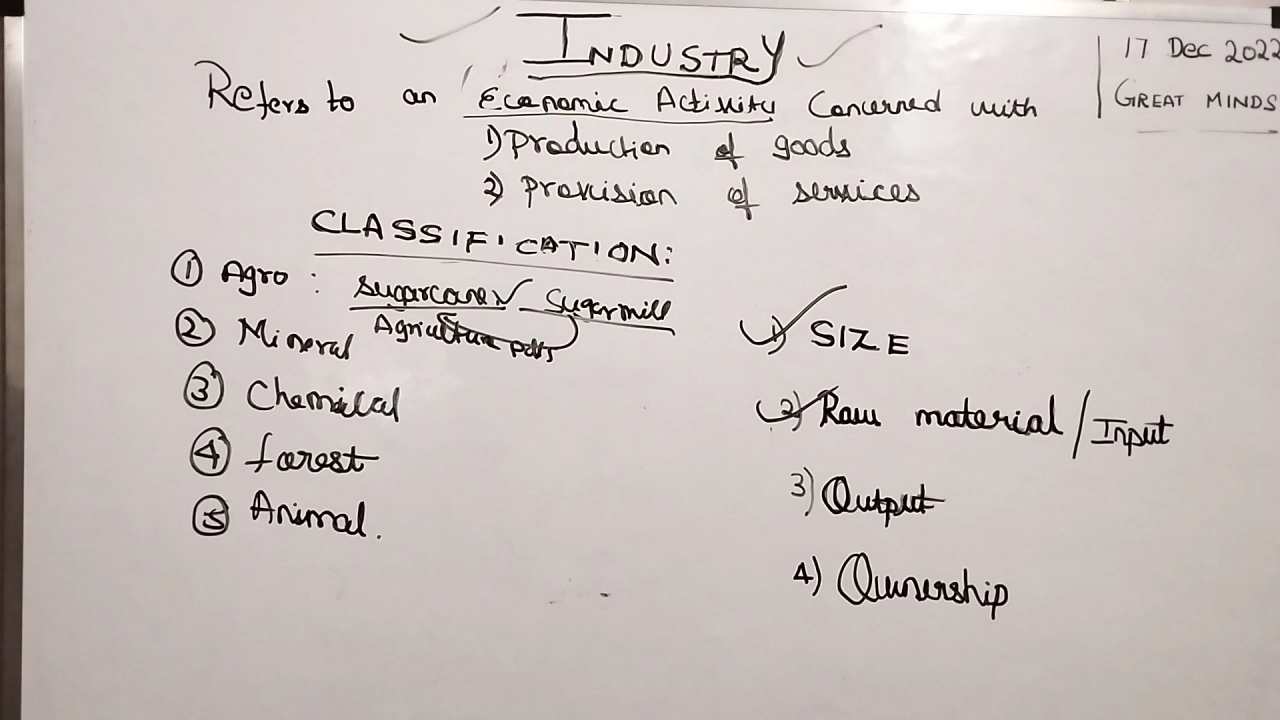 INDUSTRY
17 Dec 2022
GREAT MINDS
Refers to an Economic Activity Concerned with
1) Production of goods
2) Provision of services
CLASSIFICATION:
① Agro : Sugarcane Sugarmill
Agriculture
② Mineral
③ Chemical
④ forest
⑤ Animal.
1) SIZE
2) Raw material / Input
3) Output
4) Ownership